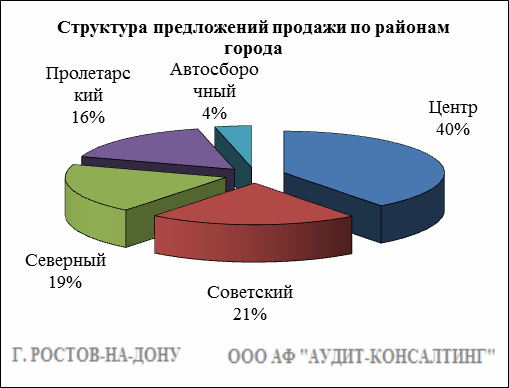 Структура предложений продажи по районам
города
Пролетарс
кий
16%
Автосборо
чный
4%
Центр
40%
Северный
19%
Советский
21%
Г. РОСТОВ-НА-ДОНУ
ООО АФ "АУДИТ-КОНСАЛТИНГ"